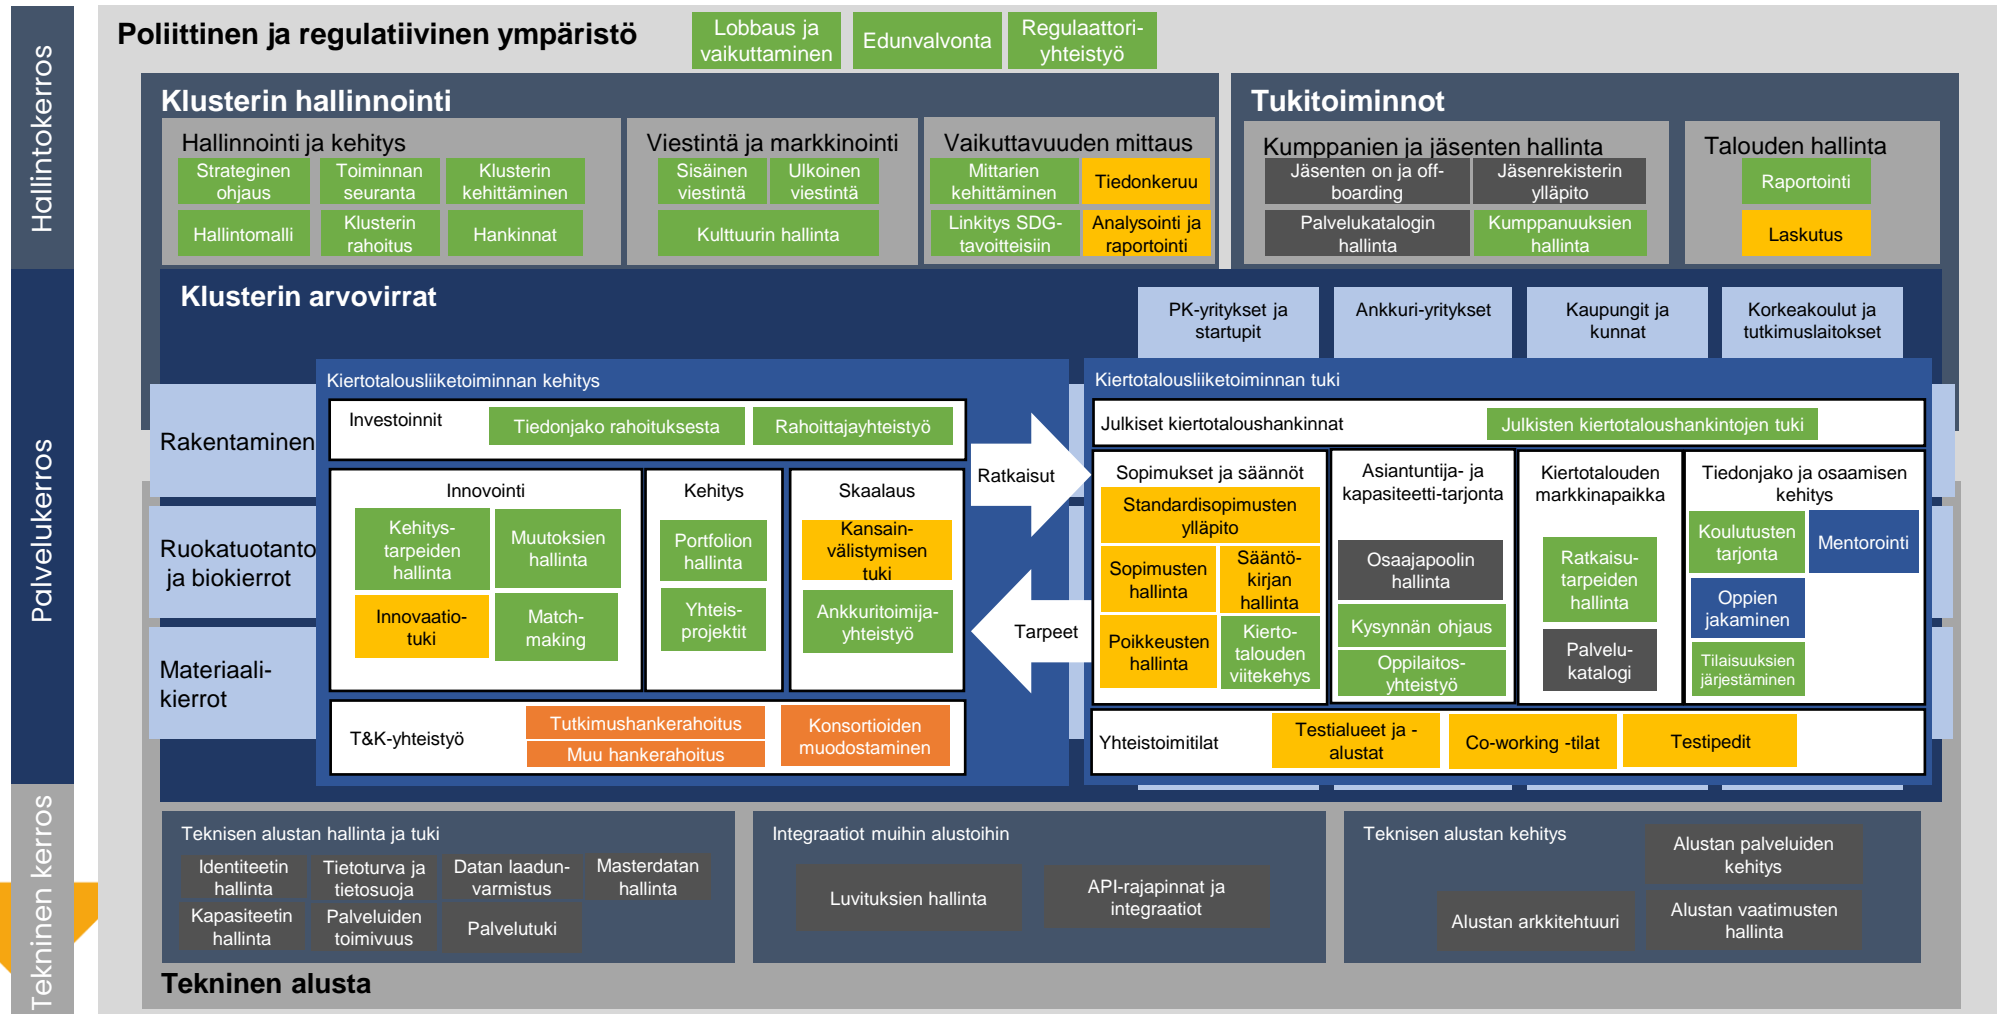 Hallintokerros
Palvelukerros
Tekninen kerros
Poliittinen ja regulatiivinen ympäristö
Lobbaus ja
vaikuttaminen
Edunvalvonta
Regulaattori-
yhteistyö
Klusterin hallinnointi
Hallinnointi ja kehitys
Strateginen
ohjaus
Toiminnan
seuranta
Klusterin
kehittäminen
Hallintomalli
Klusterin
rahoitus
Hankinnat
Viestintä ja markkinointi
Sisäinen
viestintä
Ulkoinen
viestintä
Kulttuurin hallinta
Vaikuttavuuden mittaus
Mittarien
kehittäminen
Tiedonkeruu
Linkitys SDG-
tavoitteisiin
Analysointi ja
raportointi
Tukitoiminnot
Kumppanien ja jäsenten hallinta
Jäsenten on ja off-
boarding
Jäsenrekisterin
ylläpito
Palvelukatalogin
hallinta
Kumppanuuksien
hallinta
Talouden hallinta
Raportointi
Laskutus
Klusterin arvovirrat
PK-yritykset ja
startupit
Ankkuri-yritykset
Kaupungit ja
kunnat
Korkeakoulut ja
tutkimuslaitokset
Rakentaminen
Ruokatuotanto
ja biokierrot
Materiaali-
kierrot
Kiertotalousliiketoiminnan kehitys
Investoinnit
Tiedonjako rahoituksesta
Rahoittajayhteistyö
Innovointi
Kehitys-
tarpeiden
hallinta
Muutoksien
hallinta
Innovaatio-
tuki
Match-
making
Kehitys
Portfolion
hallinta
Yhteis-
projektit
Skaalaus
Kansain-
välistymisen
tuki
Ankkuritoimija-
yhteistyö
T&K-yhteistyö
Tutkimushankerahoitus
Muu hankerahoitus
Konsortioiden
muodostaminen
Ratkaisut
Tarpeet
Kiertotalousliiketoiminnan tuki
Julkiset kiertotaloushankinnat
Julkisten kiertotaloushankintojen tuki
Sopimukset ja säännöt
Standardisopimusten
ylläpito
Sopimusten
hallinta
Sääntö-
kirjan
hallinta
Poikkeusten
hallinta
Kierto-
talouden
viitekehys
Asiantuntija- ja
kapasiteetti-tarjonta
Osaajapoolin
hallinta
Kysynnän ohjaus
Oppilaitos-
yhteistyö
Kiertotalouden
markkinapaikka
Ratkaisu-
tarpeiden
hallinta
Palvelu-
katalogi
Tiedonjako ja osaamisen
kehitys
Koulutusten
tarjonta
Mentorointi
Oppien
jakaminen
Tilaisuuksien
järjestäminen
Yhteistoimitilat
Testialueet ja -
alustat
Co-working -tilat
Testipedit
Teknisen alustan hallinta ja tuki
Identiteetin
hallinta
Tietoturva ja
tietosuoja
Datan laadun-
varmistus
Masterdatan
hallinta
Kapasiteetin
hallinta
Palveluiden
toimivuus
Palvelutuki
Integraatiot muihin alustoihin
Luvituksien hallinta
API-rajapinnat ja
integraatiot
Teknisen alustan kehitys
Alustan palveluiden
kehitys
Alustan arkkitehtuuri
Alustan vaatimusten
hallinta
Tekninen alusta